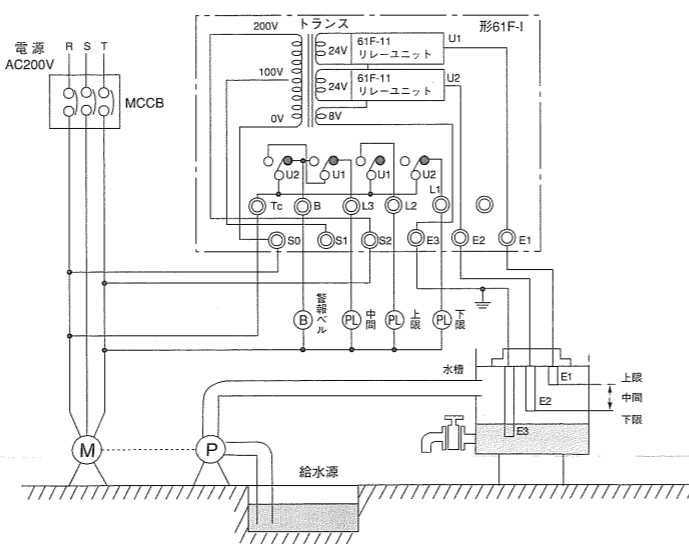 電源
AC200V
R S T
MCCB
トランス
形61F-I
200V
100V
0V
24V
61F-11
リレーユニット
U1
24V
61F-11
リレーユニット
U2
8V
U2
U1
U1
U2
Tc
B
L3
L2
L1
S0
S1
S2
E3
E2
E1
B
警報ベル
PL
中間
PL
上限
PL
下限
水槽
E1
E2
E3
上限
中間
下限
M
P
給水源